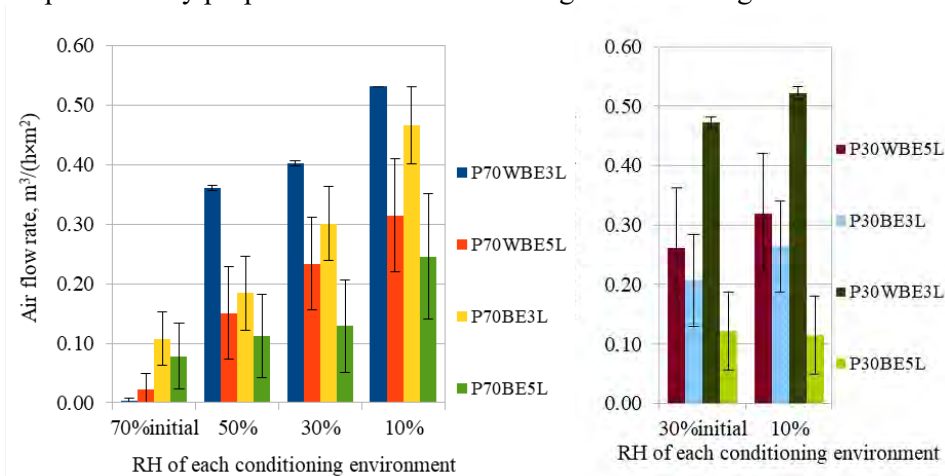 0.60
0.50
0.40
0.30
0.20
0.10
0.00
Air flow rate, m³/(h×m²)
70%initial 50% 30% 10%
RH of each conditioning environment
P70WBE3L
P70WBE5L
P70BE3L
P70BE5L
0.60
0.50
0.40
0.30
0.20
0.10
0.00
30%initial 10%
RH of each conditioning environment
P30WBE5L
P30BE3L
P30WBE3L
P30BE5L